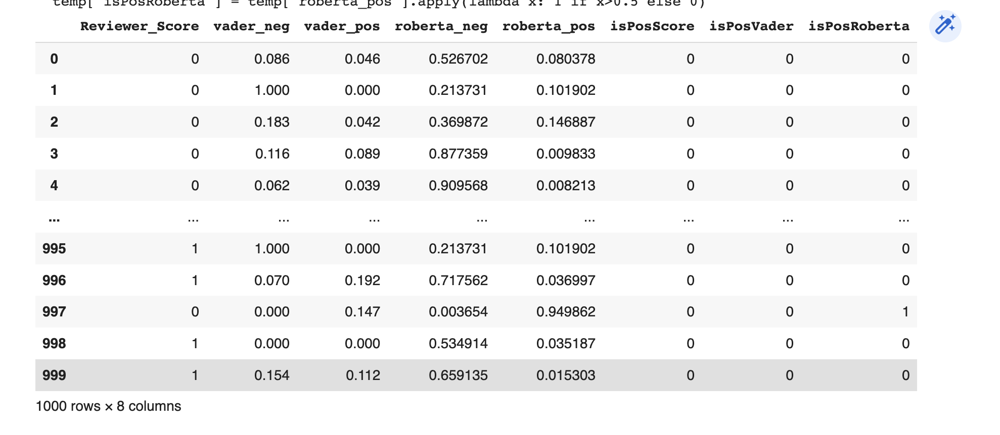 temp['isPosRoberta'] = temp['roberta_pos'].apply(lambda x: 1 if x>0.5 else 0)
Reviewer_Score vader_neg vader_pos roberta_neg roberta_pos isPosScore isPosVader isPosRoberta
0 0 0.086 0.046 0.526702 0.080378 0 0 0
1 0 1.000 0.000 0.213731 0.101902 0 0 0
2 0 0.183 0.042 0.369872 0.146887 0 0 0
3 0 0.116 0.089 0.877359 0.009833 0 0 0
4 0 0.062 0.039 0.909568 0.008213 0 0 0
... ... ... ... ... ... ... ... ...
995 1 1.000 0.000 0.213731 0.101902 0 0 0
996 1 0.070 0.192 0.717562 0.036997 0 0 0
997 0 0.000 0.147 0.003654 0.949862 0 0 1
998 1 0.000 0.000 0.534914 0.035187 0 0 0
999 1 0.154 0.112 0.659135 0.015303 0 0 0
1000 rows × 8 columns